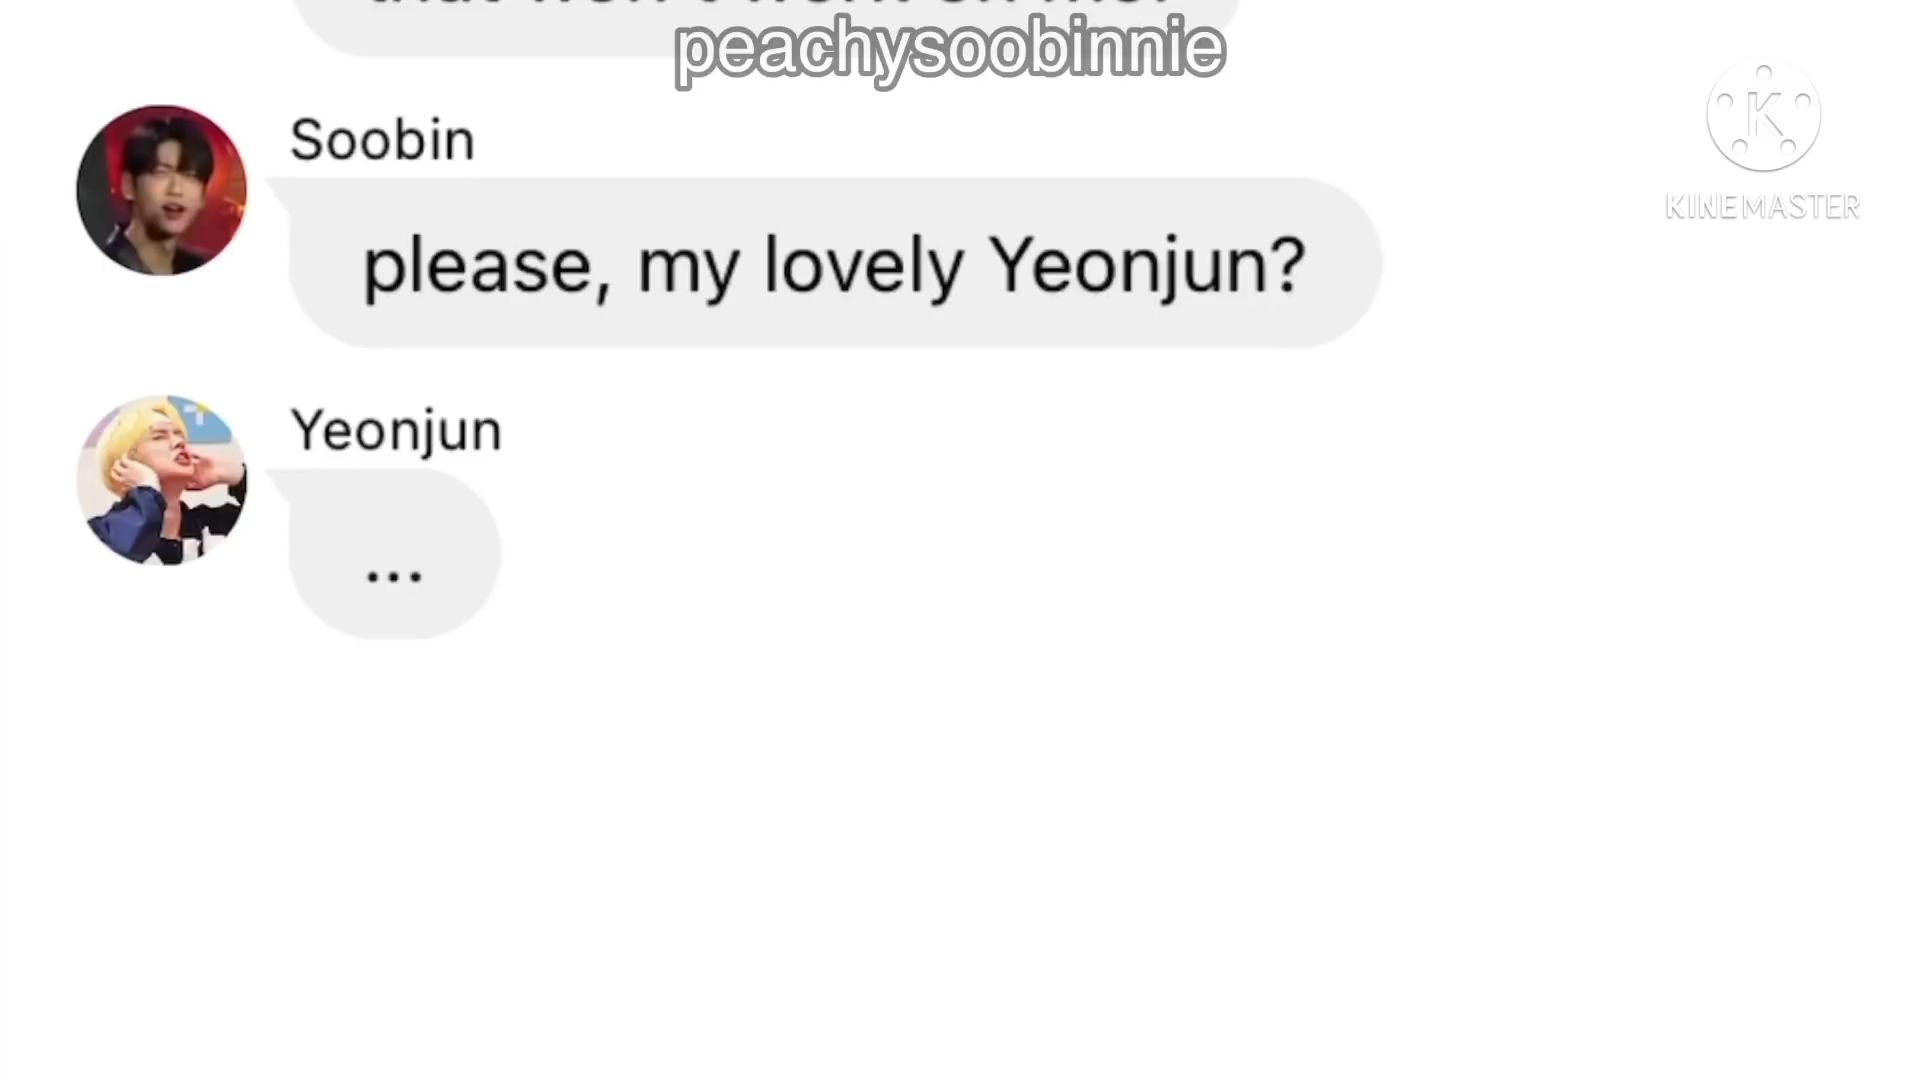 peachysoobinnie
Soobin
please, my lovely Yeonjun?
KINEMASTER
Yeonjun
...